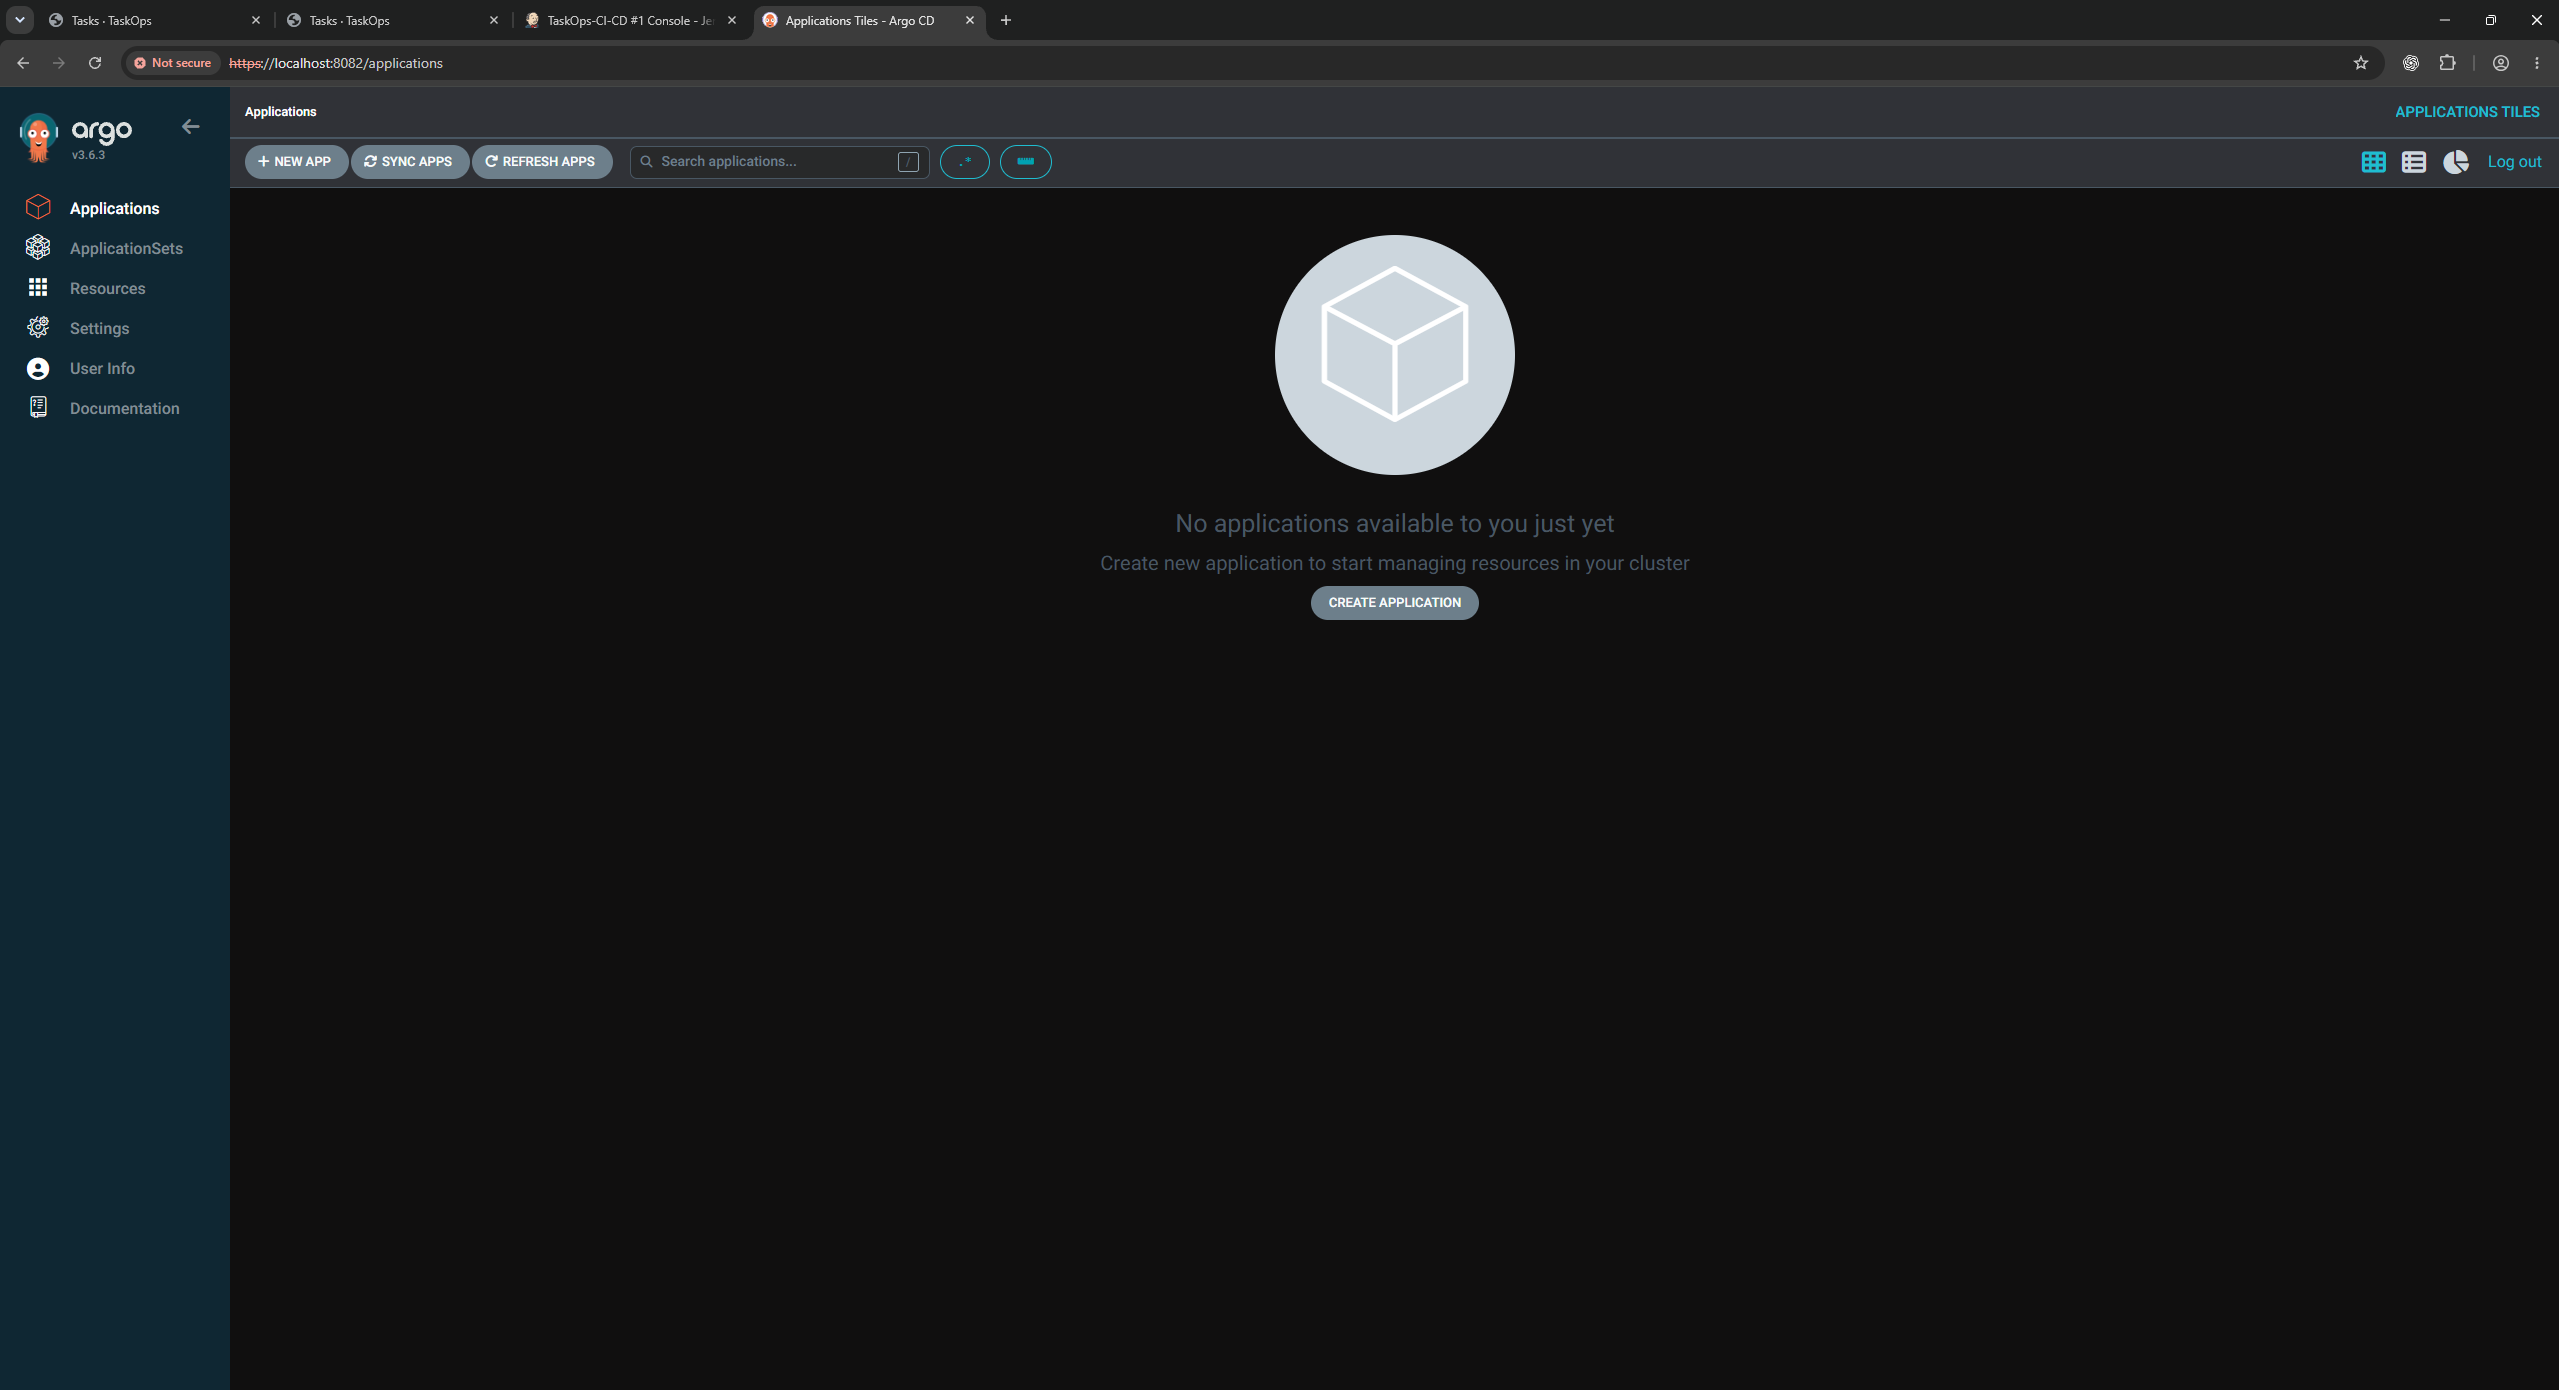 Tasks · TaskOps
Tasks · TaskOps
TaskOps-CI-CD #1 Console - Je
Applications Tiles - Argo CD
Not secure
https://localhost:8082/applications
argo
v3.6.3
Applications
ApplicationSets
Resources
Settings
User Info
Documentation
Applications
APPLICATIONS TILES
NEW APP
SYNC APPS
REFRESH APPS
Search applications...
/
.*
Log out
No applications available to you just yet
Create new application to start managing resources in your cluster
CREATE APPLICATION